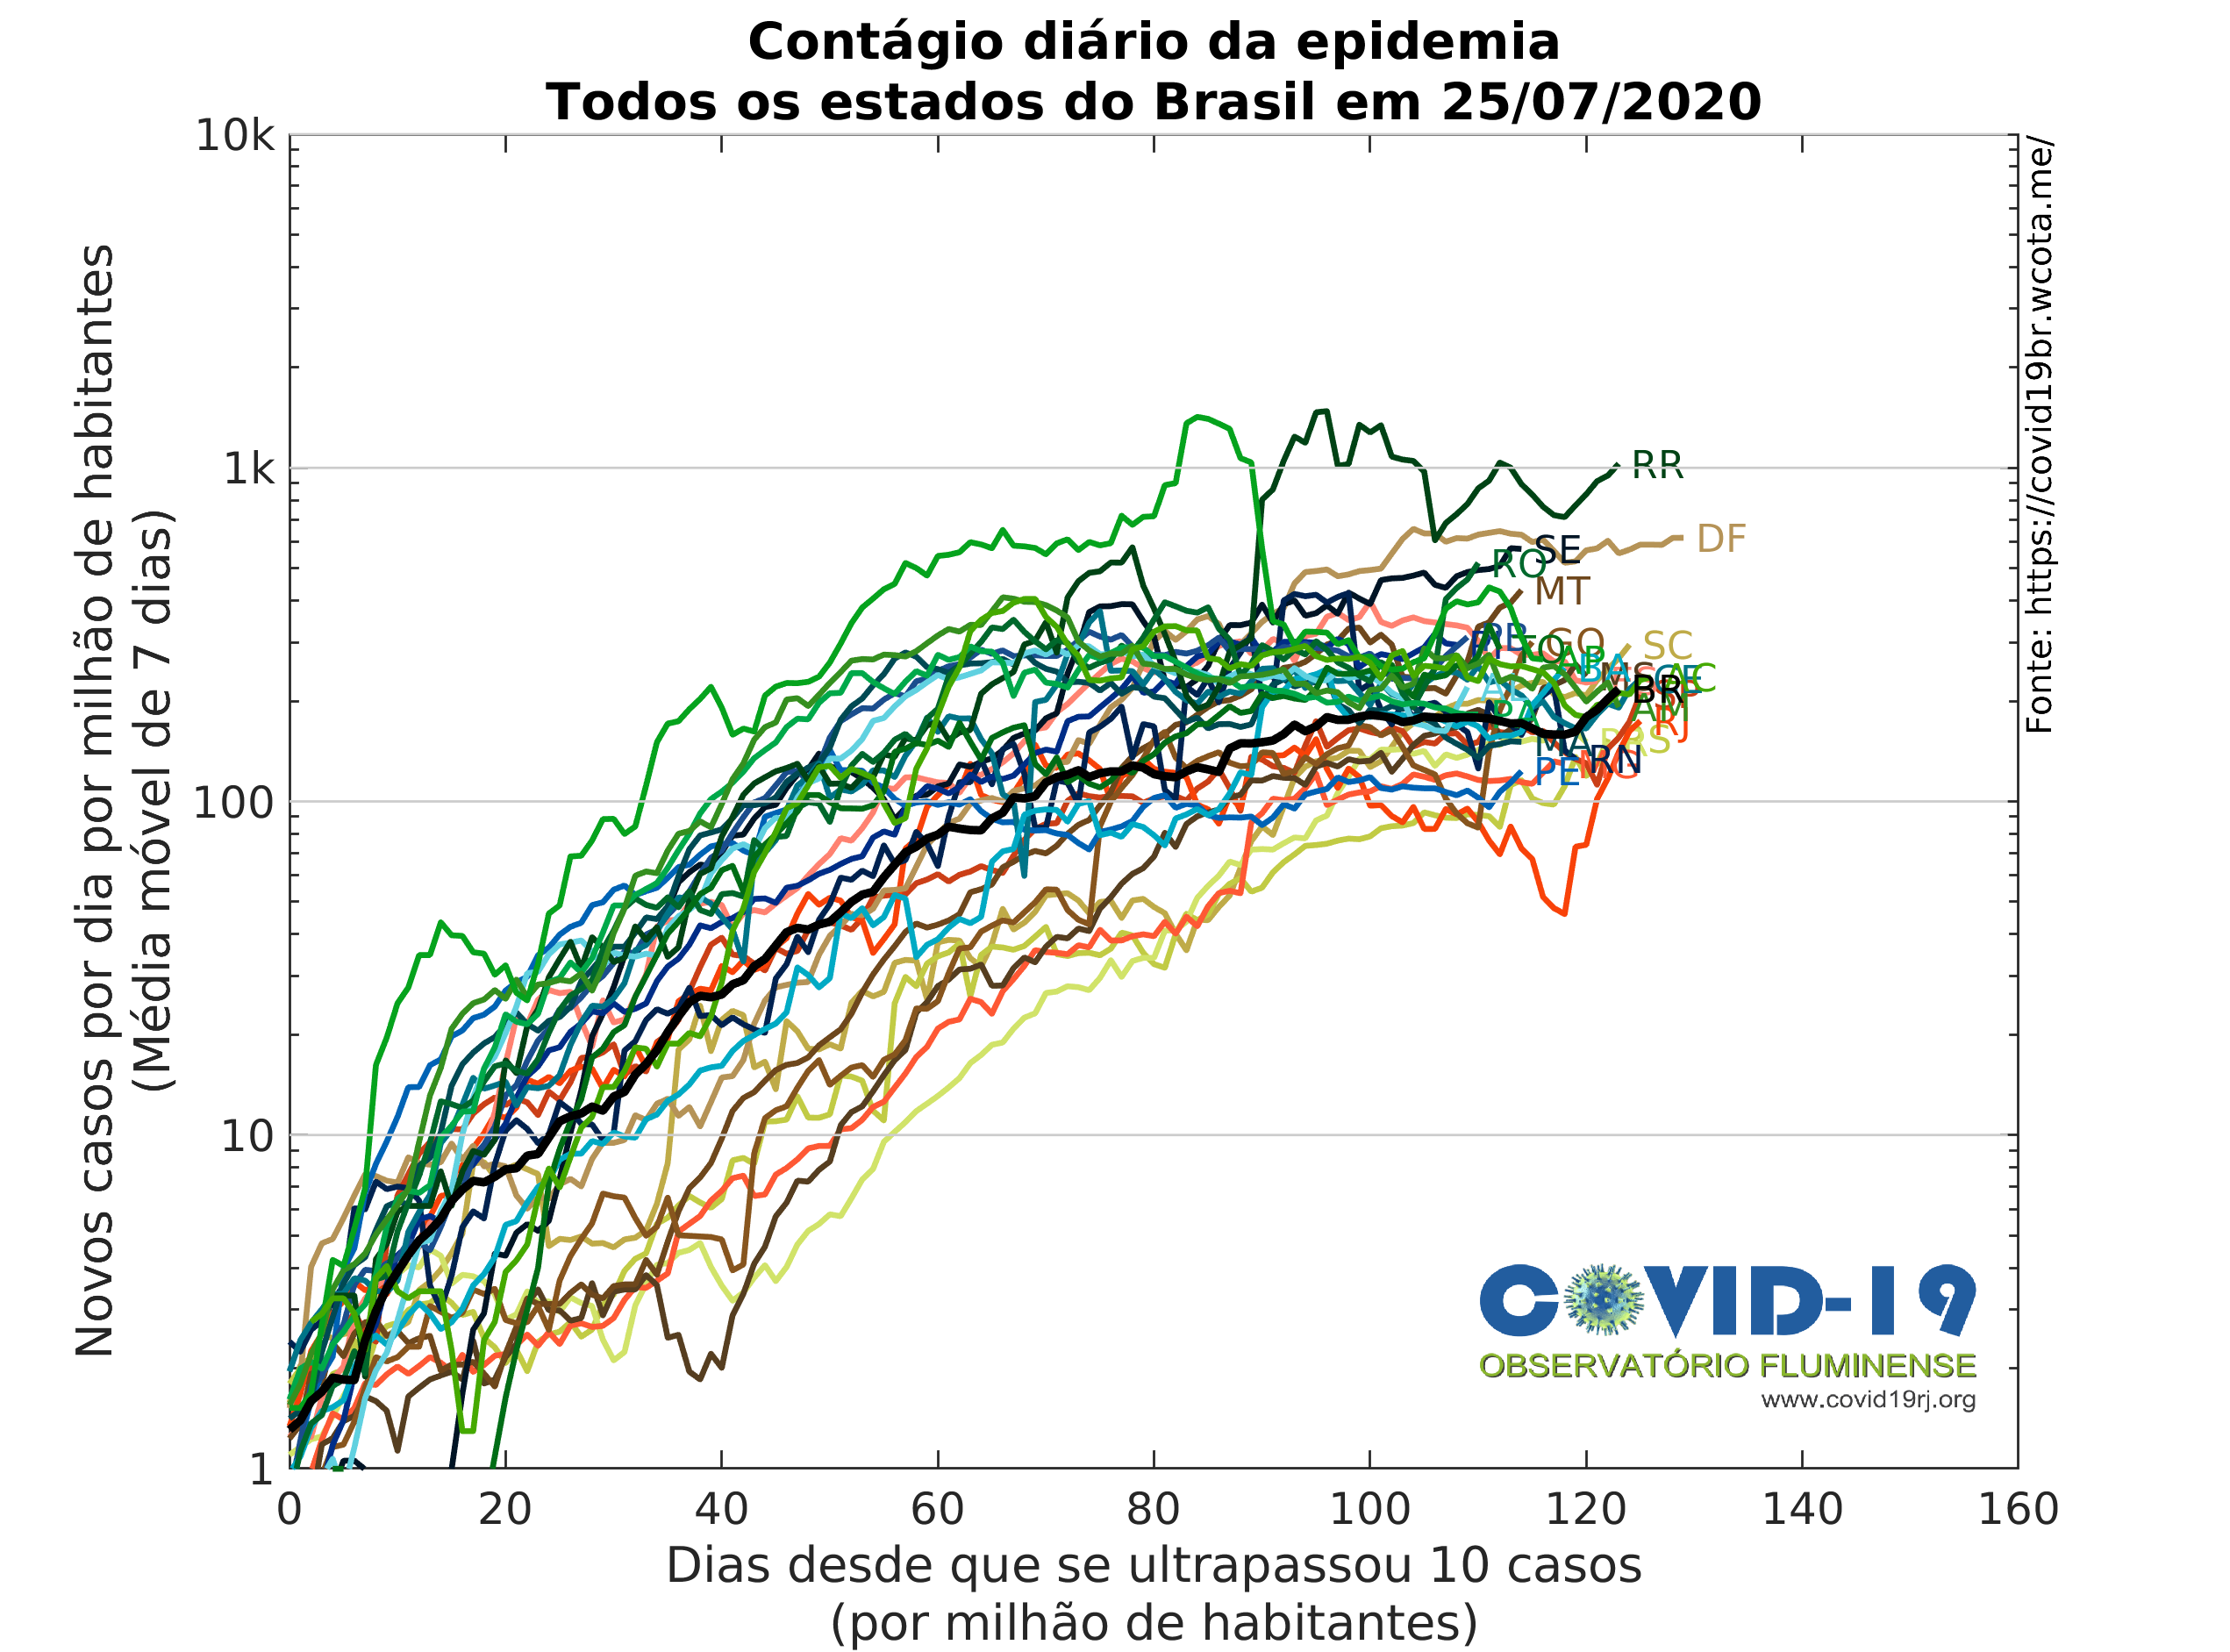 Contágio diário da epidemia
Todos os estados do Brasil em 25/07/2020
Novos casos por dia por milhão de habitantes
(Média móvel de 7 dias)
10k
1k
100
10
1
0 20 40 60 80 100 120 140 160
Dias desde que se ultrapassou 10 casos
(por milhão de habitantes)
Fonte: https://covid19br.wcota.me/
RR
DF
SE
RO
MT
GO
SC
MS
AC
BR
RJ
MA
RN
PE
COVID-19
OBSERVATÓRIO FLUMINENSE
www.covid19rj.org